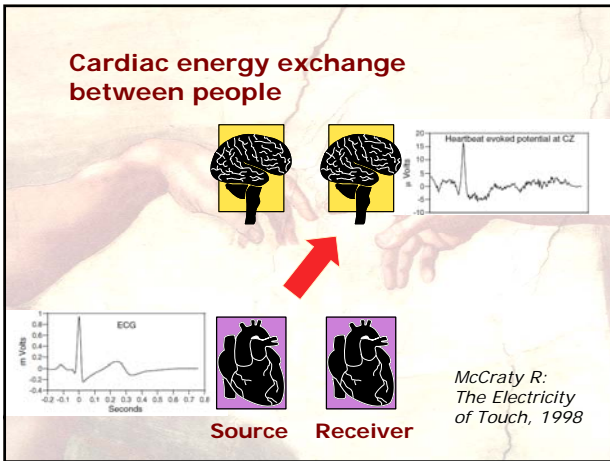 Cardiac energy exchange
between people
Heartbeat evoked potential at CZ
20
15
10
5
0
-5
-10
µ Volts
ECG
1
0.8
0.6
0.4
0.2
0
-0.2
-0.4
m Volts
-0.2 -0.1 0 0.1 0.2 0.3 0.4 0.5 0.6 0.7 0.8
Seconds
Source Receiver
McCraty R:
The Electricity
of Touch, 1998